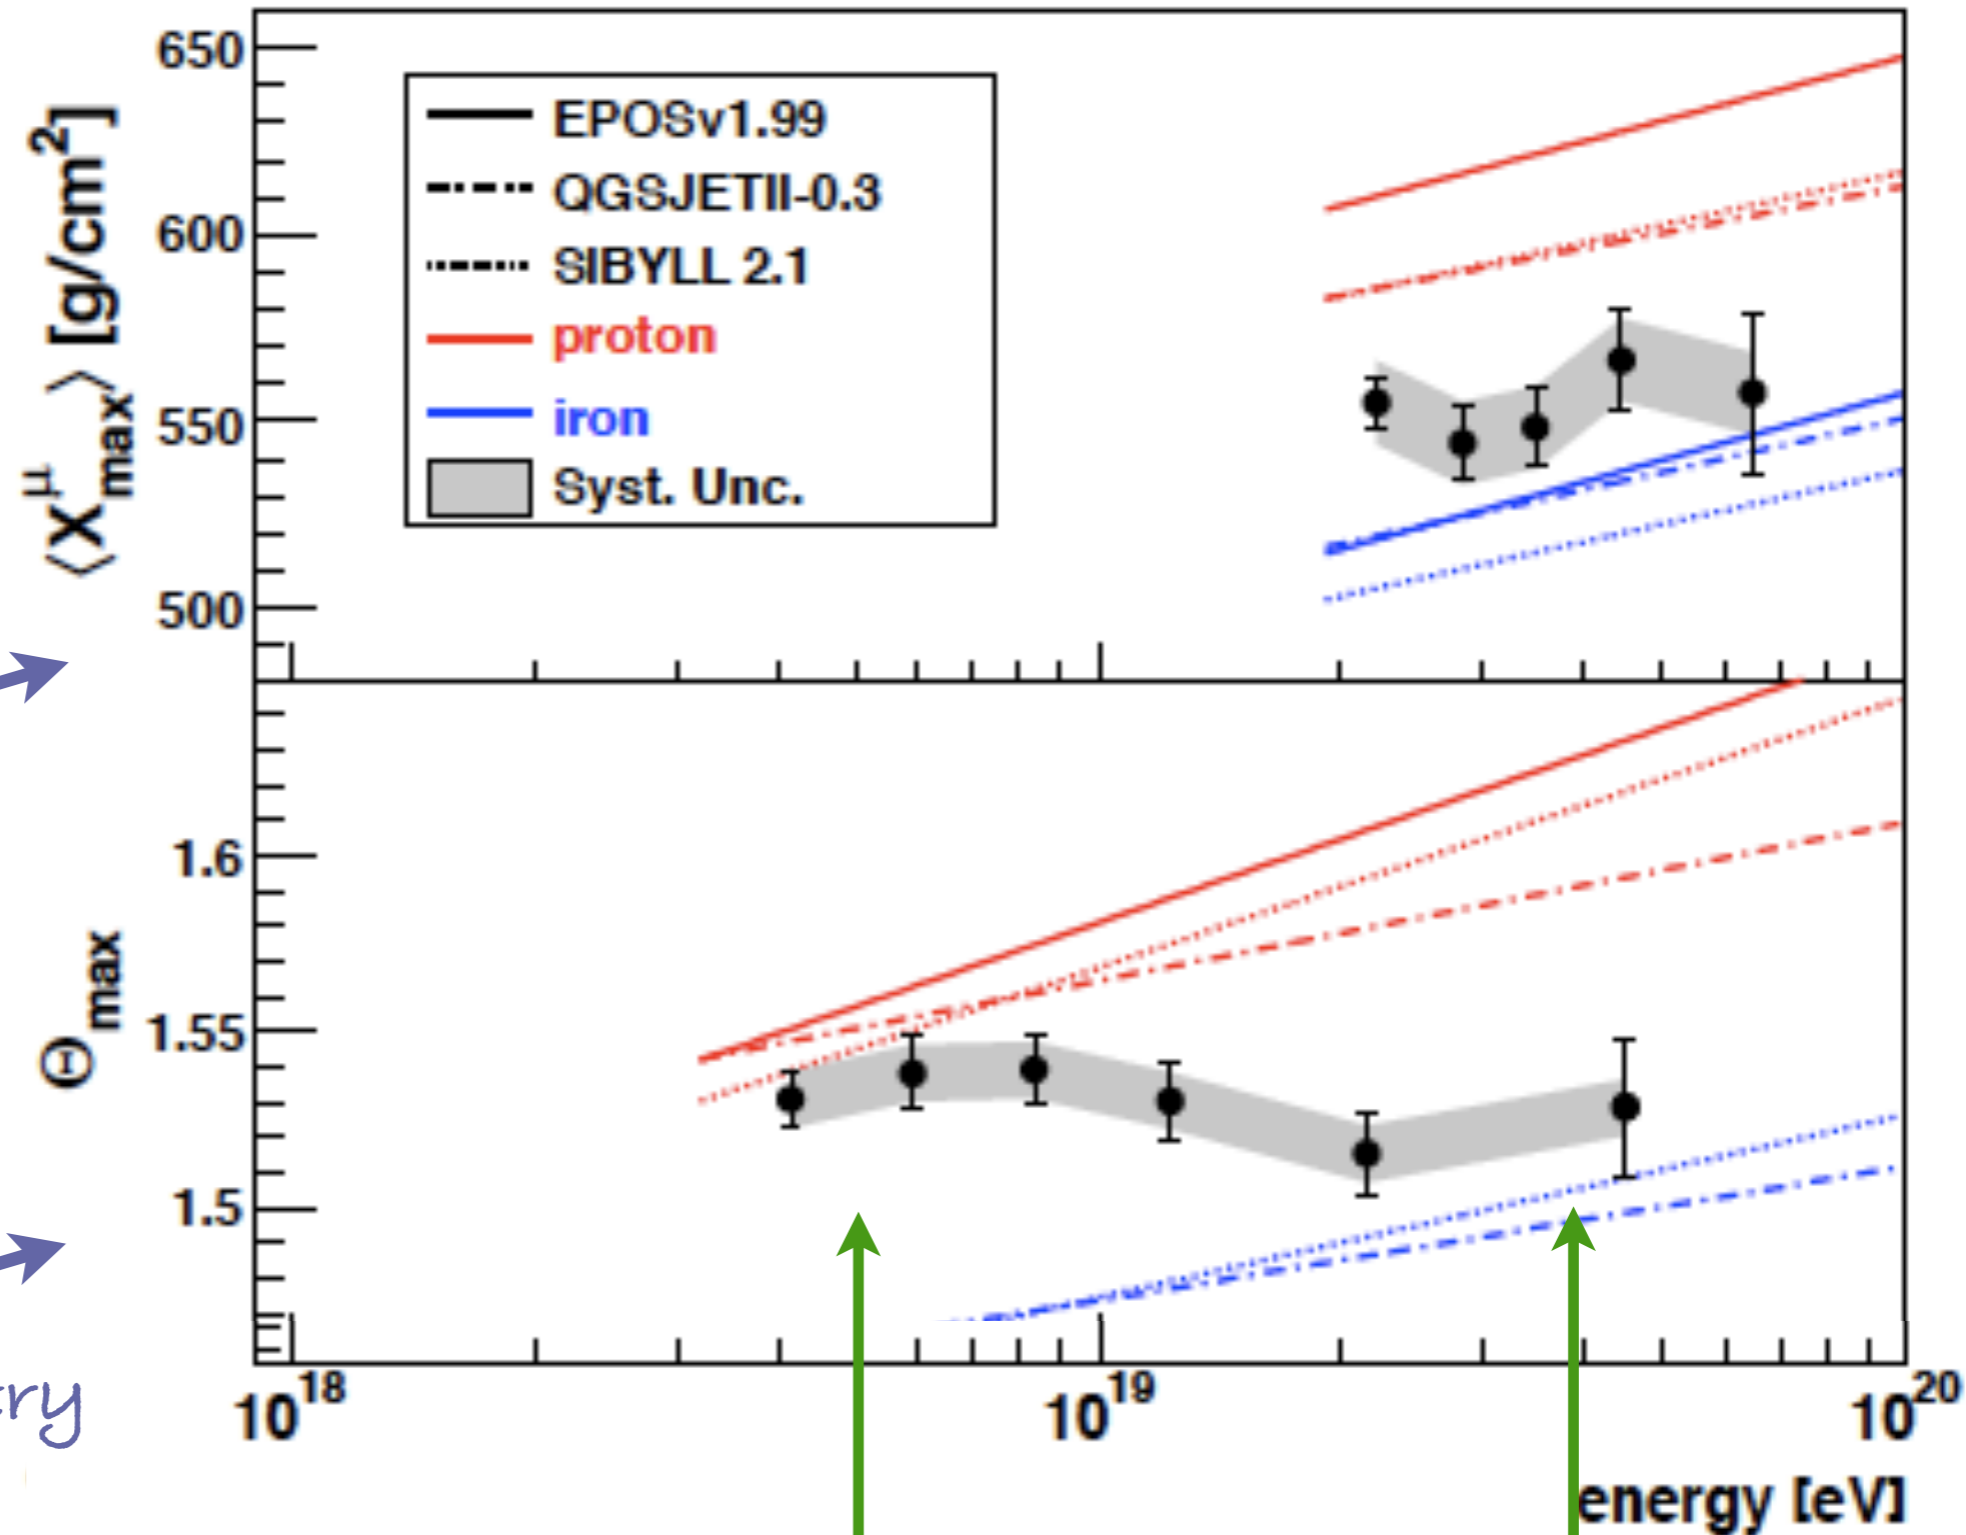 650
600
550
500
⟨X^μ_max⟩ [g/cm²]
EPOSv1.99
QGSJETII-0.3
SIBYLL 2.1
proton
iron
Syst. Unc.
1.6
1.55
1.5
Θ_max
10^18
10^19
10^20
energy [eV]